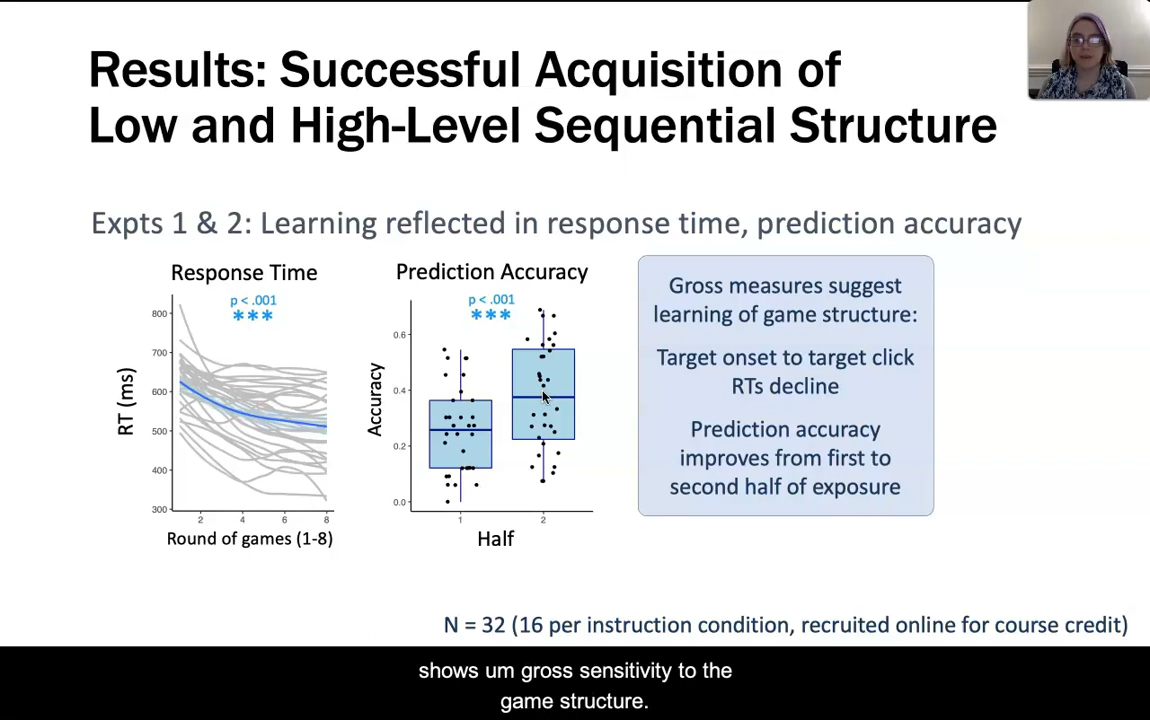 Results: Successful Acquisition of
Low and High-Level Sequential Structure
Expts 1 & 2: Learning reflected in response time, prediction accuracy
Response Time
p < .001
***
800
700
600
500
400
300
RT (ms)
2 4 6 8
Round of games (1-8)
Prediction Accuracy
p < .001
***
0.6
0.4
0.2
0.0
Accuracy
1 2
Half
Gross measures suggest
learning of game structure:
Target onset to target click
RTs decline
Prediction accuracy
improves from first to
second half of exposure
N = 32 (16 per instruction condition, recruited online for course credit)
shows um gross sensitivity to the
game structure.